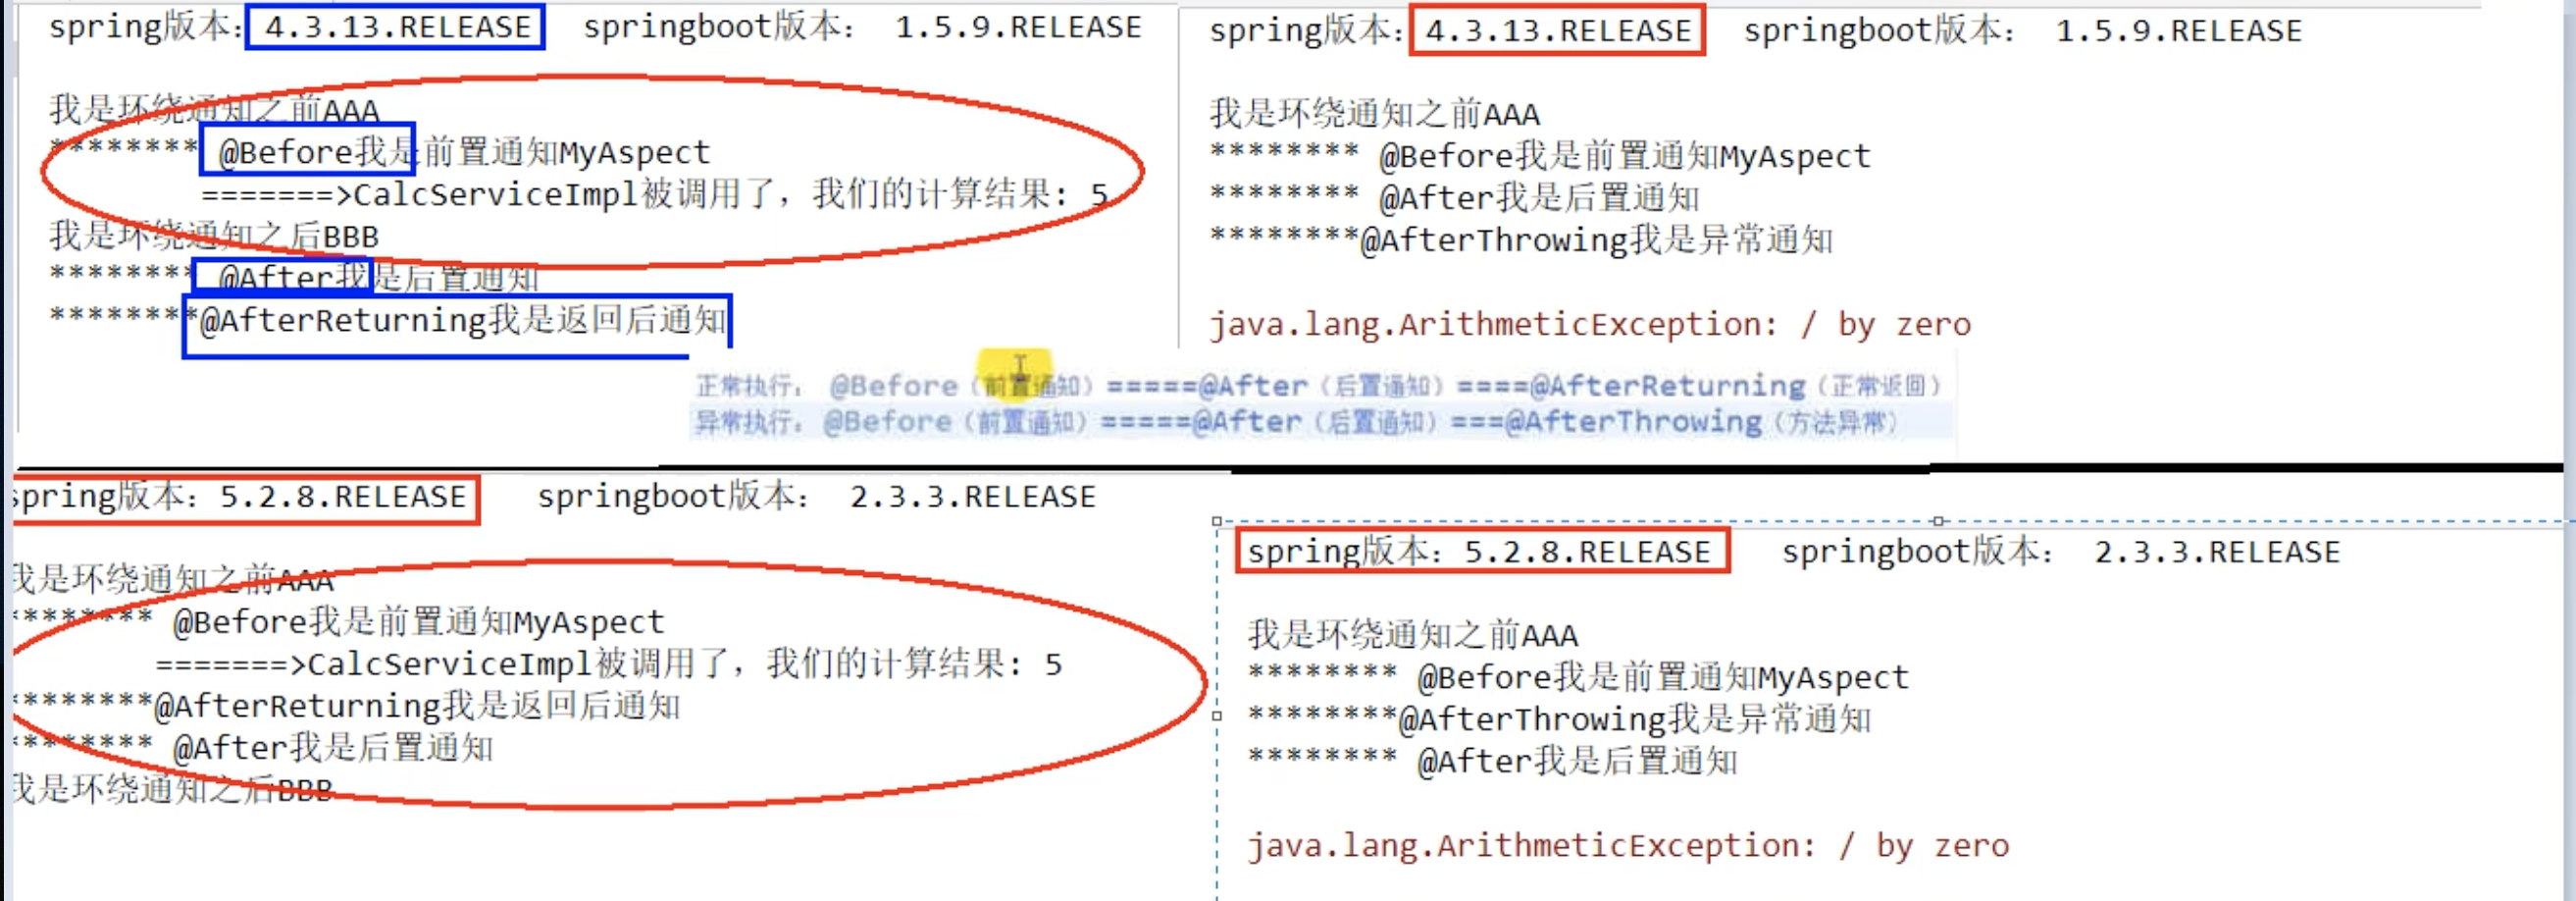 spring版本：4.3.13.RELEASE springboot版本： 1.5.9.RELEASE
我是环绕通知之前AAA
******** @Before我是前置通知MyAspect
=======>CalcServiceImpl被调用了，我们的计算结果：5
我是环绕通知之后BBB
******** @After我是后置通知
********@AfterReturning我是返回后通知
spring版本：4.3.13.RELEASE springboot版本： 1.5.9.RELEASE
我是环绕通知之前AAA
******** @Before我是前置通知MyAspect
******** @After我是后置通知
********@AfterThrowing我是异常通知
java.lang.ArithmeticException: / by zero
正常执行： @Before（前置通知）=====@After（后置通知）====@AfterReturning（正常返回）
异常执行：@Before（前置通知）=====@After（后置通知）===@AfterThrowing（方法异常）
spring版本：5.2.8.RELEASE springboot版本： 2.3.3.RELEASE
我是环绕通知之前AAA
******** @Before我是前置通知MyAspect
=======>CalcServiceImpl被调用了，我们的计算结果：5
********@AfterReturning我是返回后通知
******** @After我是后置通知
我是环绕通知之后BBB
spring版本：5.2.8.RELEASE springboot版本： 2.3.3.RELEASE
我是环绕通知之前AAA
******** @Before我是前置通知MyAspect
********@AfterThrowing我是异常通知
******** @After我是后置通知
java.lang.ArithmeticException: / by zero